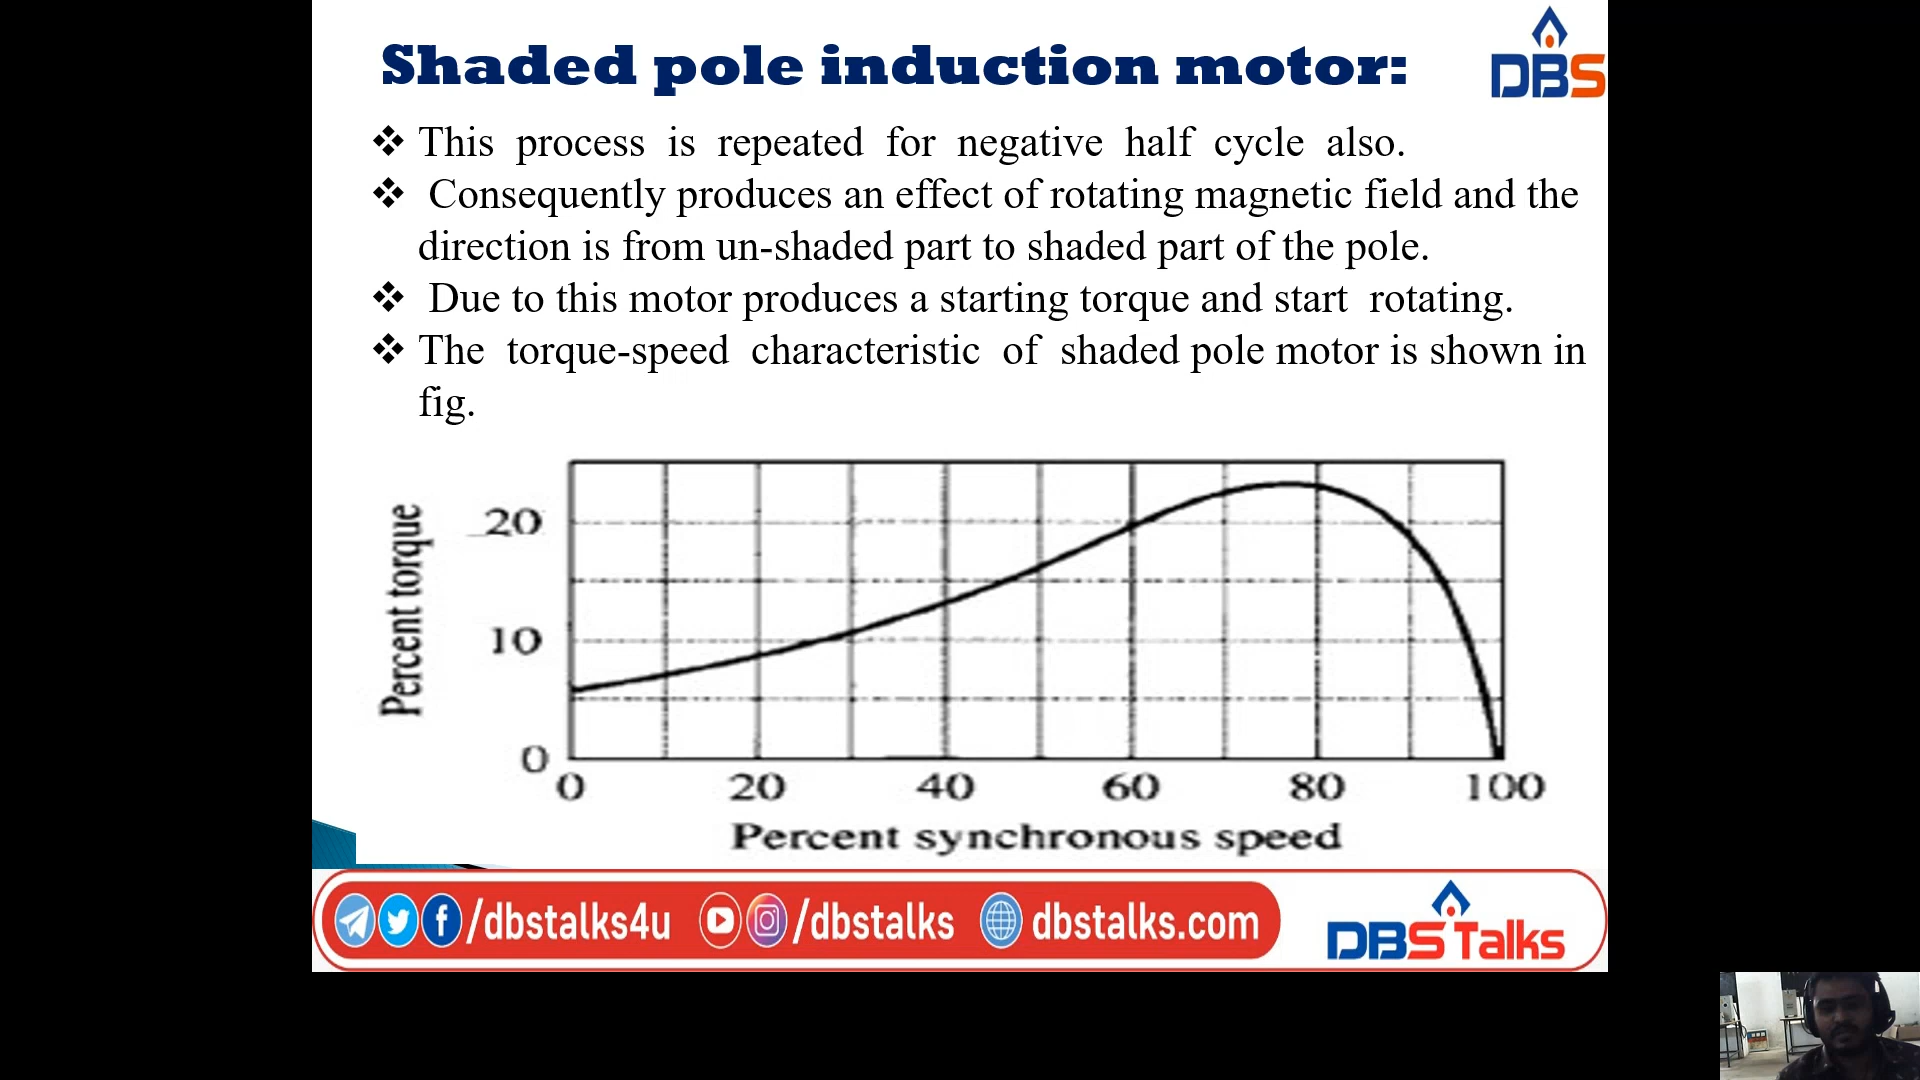 Shaded pole induction motor:
DBS
❖ This process is repeated for negative half cycle also.
❖ Consequently produces an effect of rotating magnetic field and the
direction is from un-shaded part to shaded part of the pole.
❖ Due to this motor produces a starting torque and start rotating.
❖ The torque-speed characteristic of shaded pole motor is shown in
fig.
Percent torque
20
10
0
0 20 40 60 80 100
Percent synchronous speed
/dbstalks4u /dbstalks dbstalks.com
DBS Talks